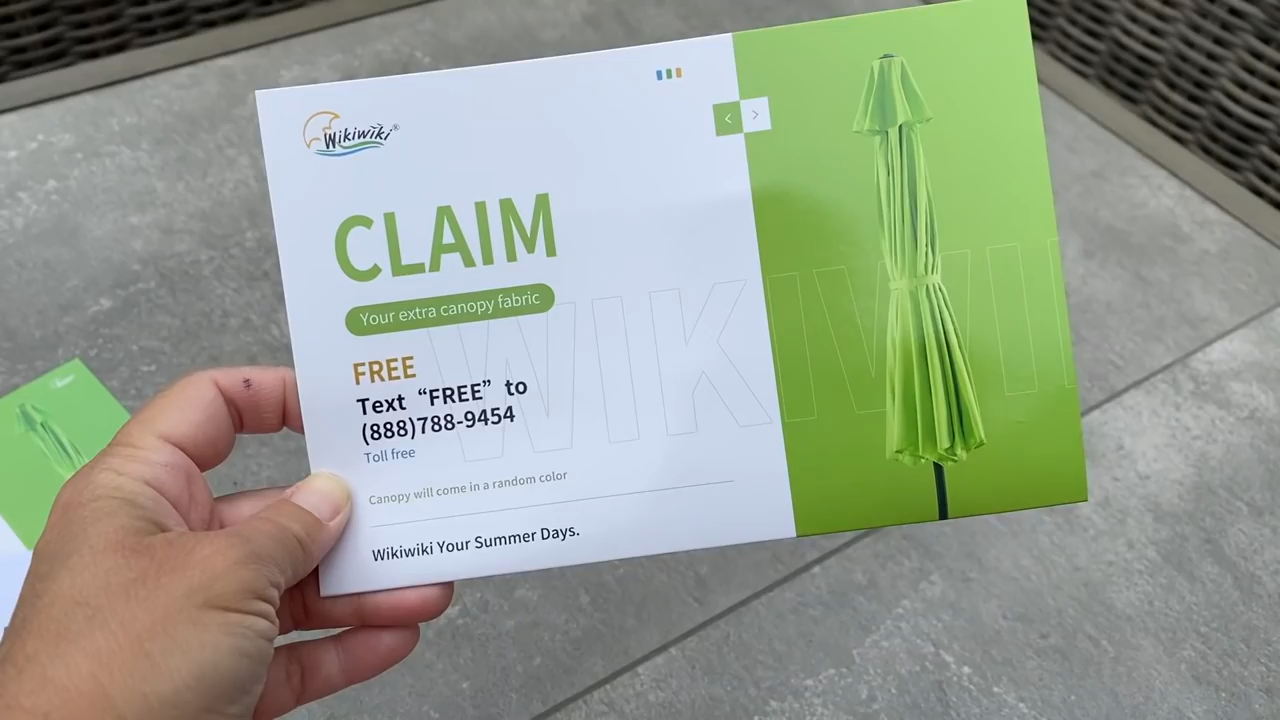 Wikiwiki®
CLAIM
Your extra canopy fabric
FREE
Text “FREE” to
(888)788-9454
Toll free
Canopy will come in a random color
Wikiwiki Your Summer Days.
WIKIWIKI